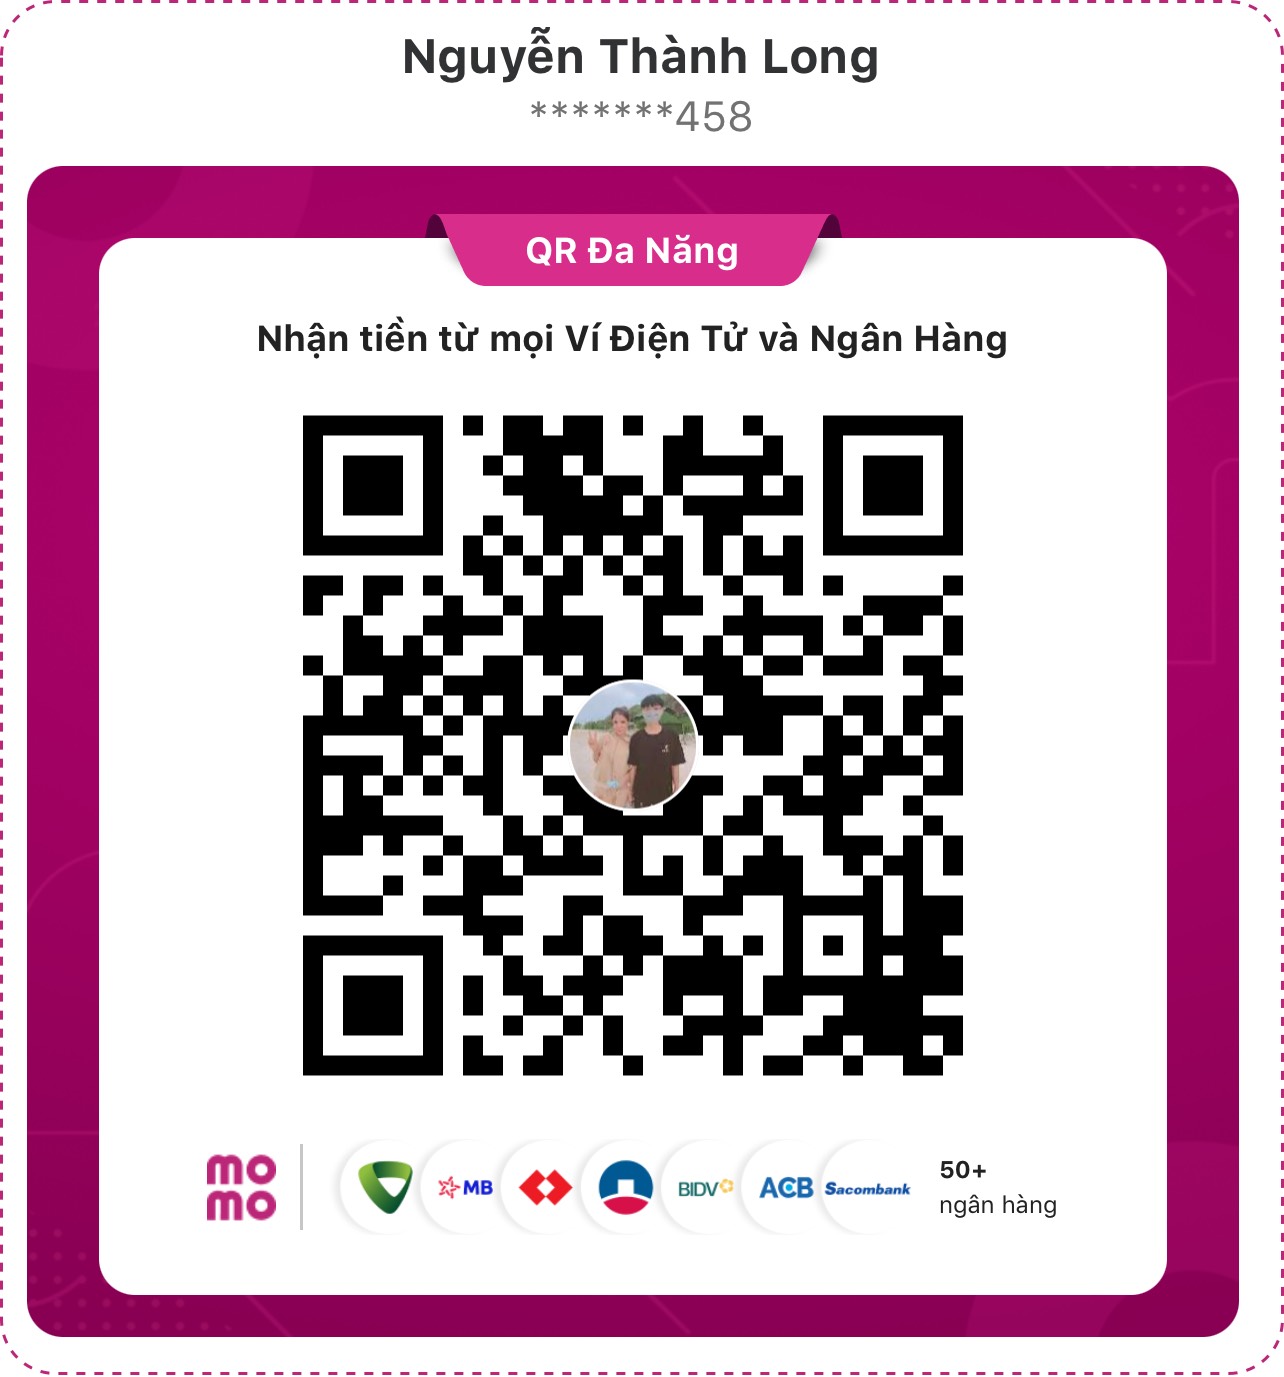 Nguyễn Thành Long
*******458
QR Đa Năng
Nhận tiền từ mọi Ví Điện Tử và Ngân Hàng
mo
mo
MB
BIDV
ACB
Sacombank
50+
ngân hàng